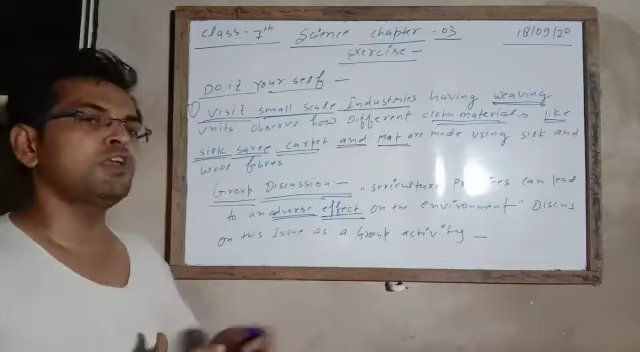 Class - 7th Science chapter - 03 18/09/20
Exercise -
Do it your self -
① Visit small scale Industries having weaving
units observe how different cloth materials like
silk saree carpet and mat are made using silk and
wool fibres
Group Discussion - "sericulture can lead
to an adverse effect on the environment" Discus
on this Issue as a Group activity -